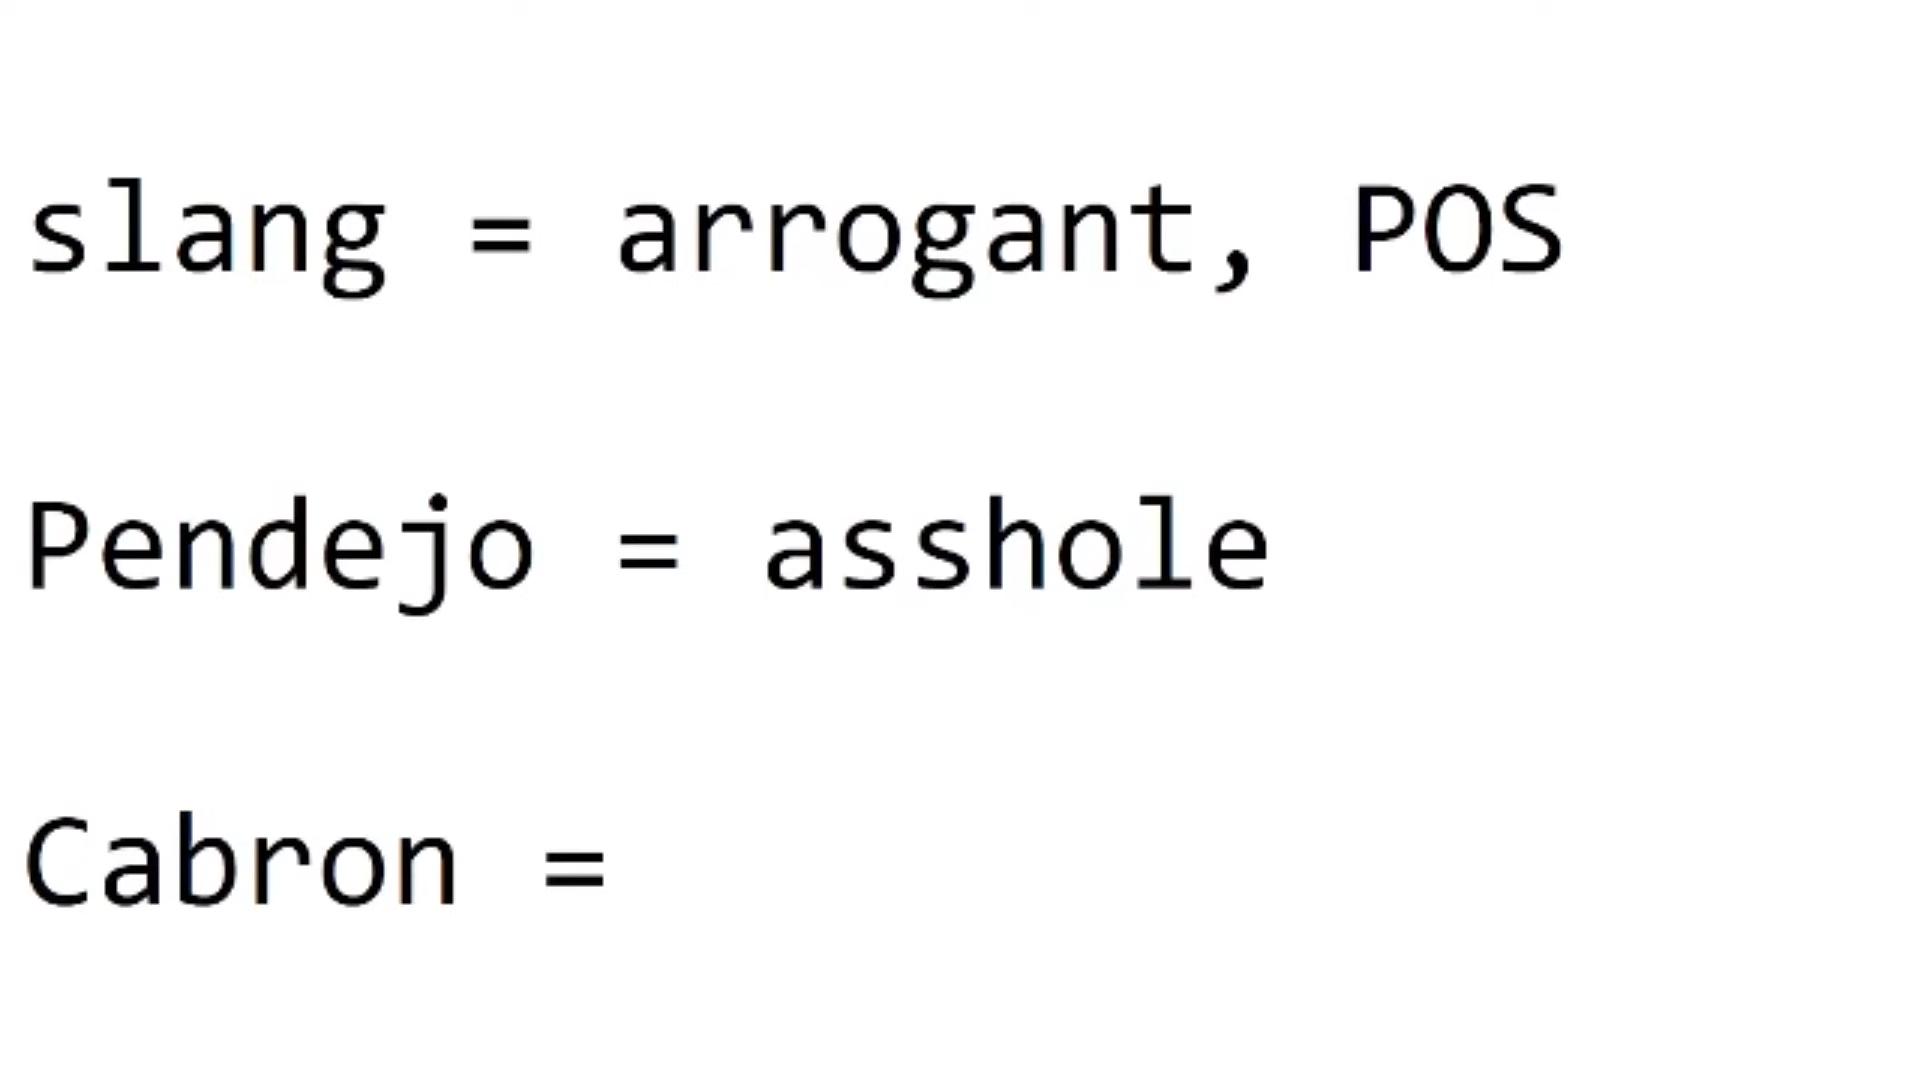 slang = arrogant, POS
Pendejo = asshole
Cabron =